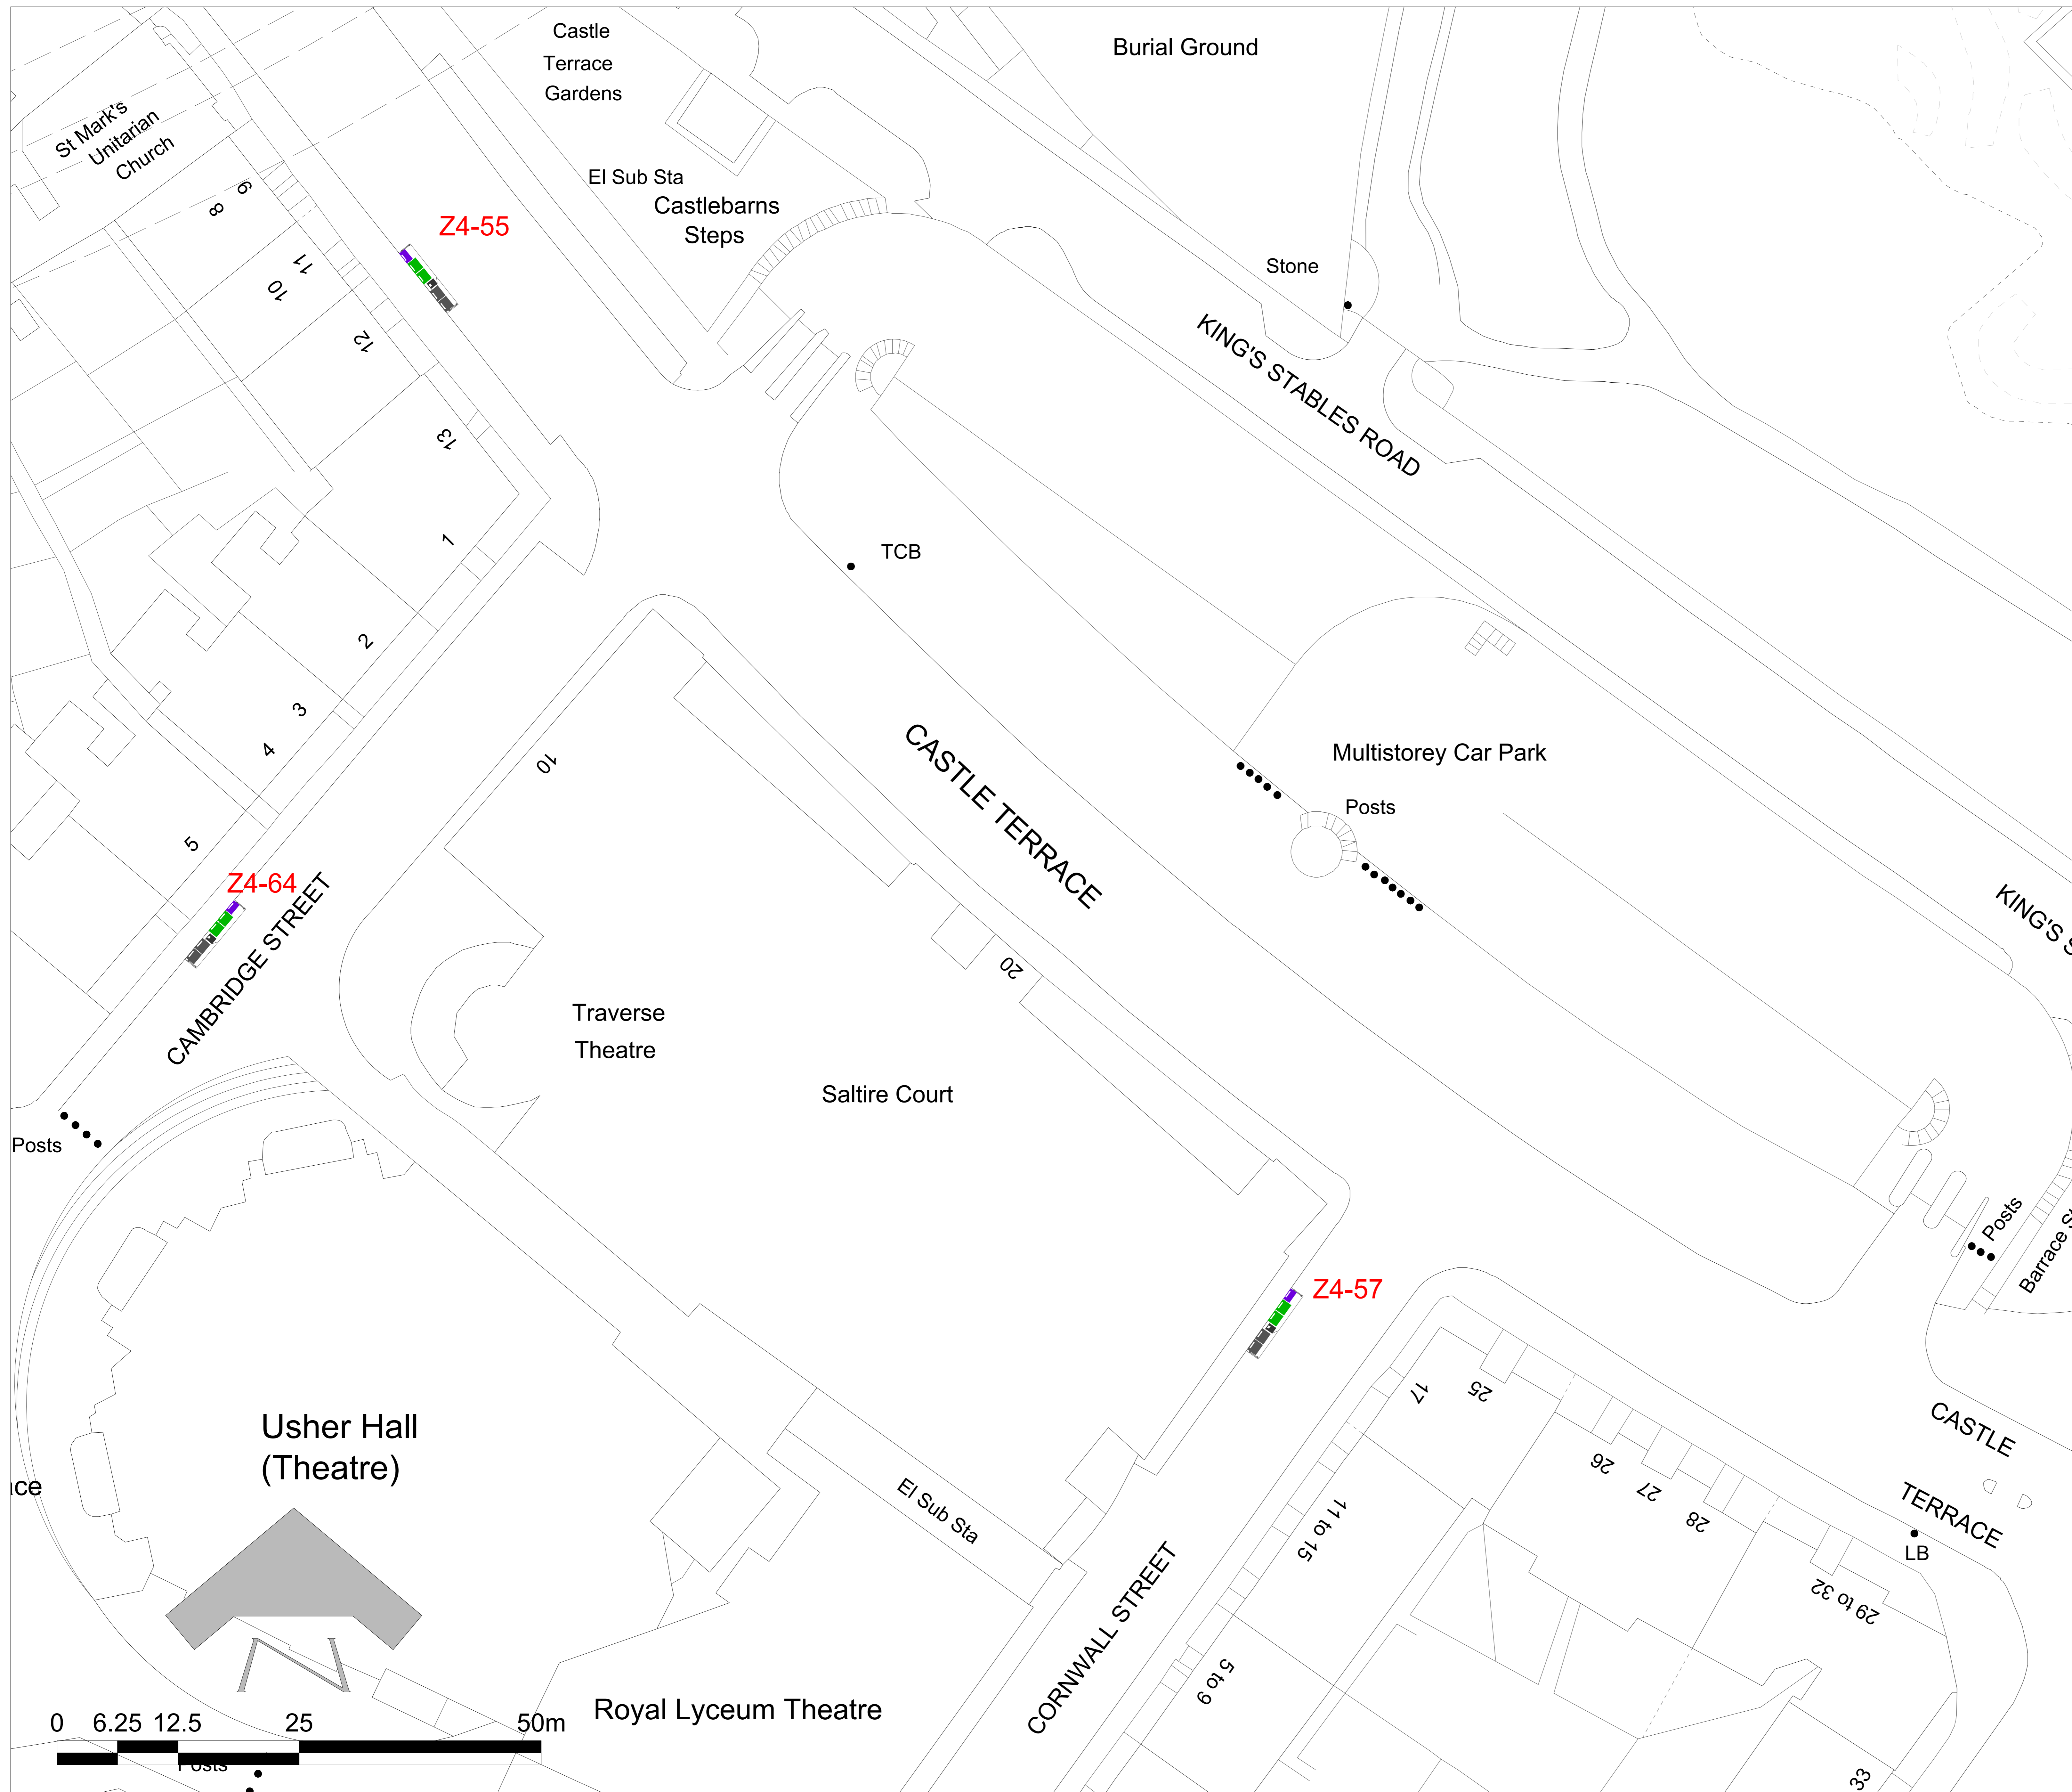 Castle
Terrace
Gardens
Burial Ground
St Mark's
Unitarian
Church
El Sub Sta
Castlebarns
Steps
9
8
Z4-55
11
10
12
13
Stone
KING'S STABLES ROAD
1
TCB
2
3
4
5
10
CASTLE TERRACE
Multistorey Car Park
Posts
Z4-64
CAMBRIDGE STREET
KING'S S
20
Traverse
Theatre
Saltire Court
Posts
Posts
Barrace St
Z4-57
17
25
26
27
28
29 to 32
CASTLE
TERRACE
LB
Usher Hall
(Theatre)
ace
El Sub Sta
11 to 15
CORNWALL STREET
5 to 9
Royal Lyceum Theatre
0 6.25 12.5 25 50m
Posts
33